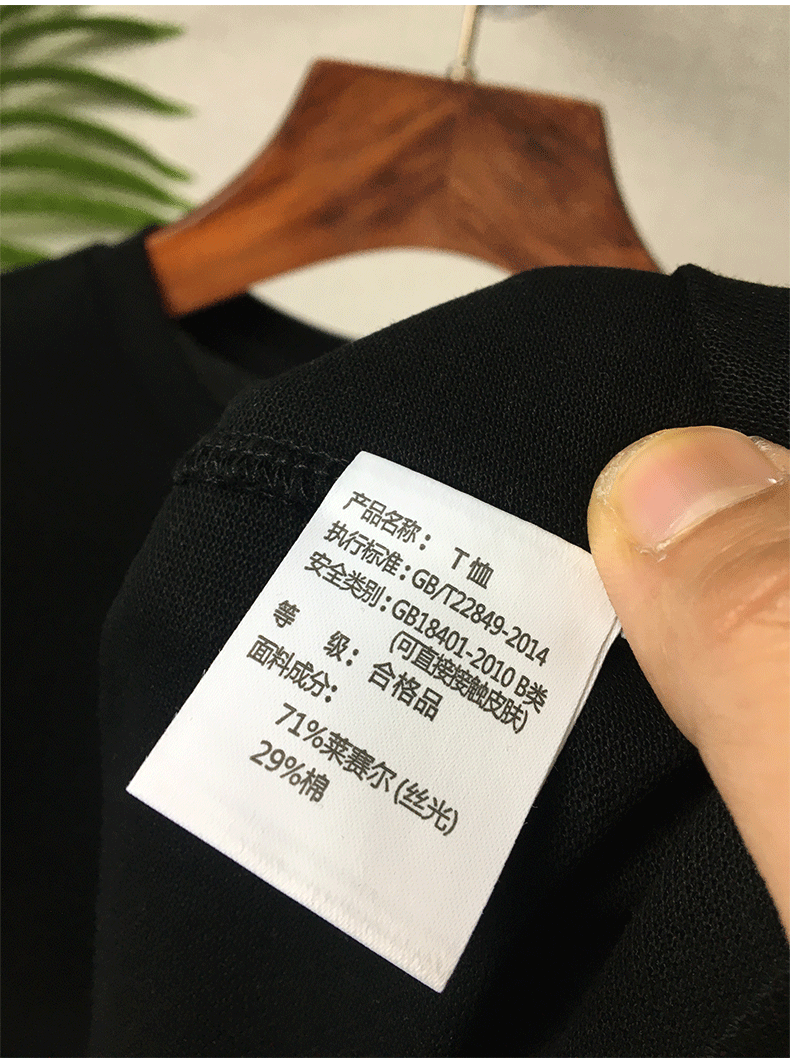 产品名称：T恤
执行标准：GB/T22849-2014
安全类别：GB18401-2010 B类
(可直接接触皮肤)
等级：合格品
面料成分：
71%莱赛尔(丝光)
29%棉